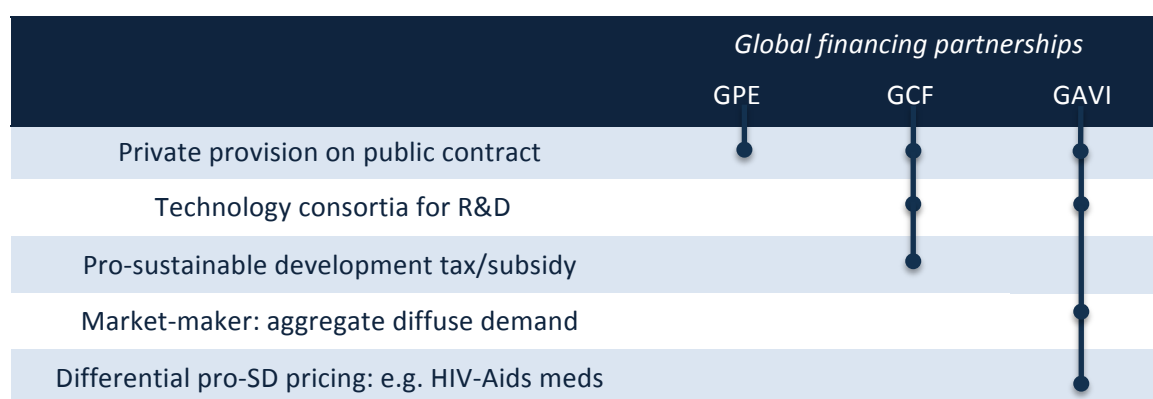 Global financing partnerships
GPE GCF GAVI
Private provision on public contract
Technology consortia for R&D
Pro-sustainable development tax/subsidy
Market-maker: aggregate diffuse demand
Differential pro-SD pricing: e.g. HIV-Aids meds